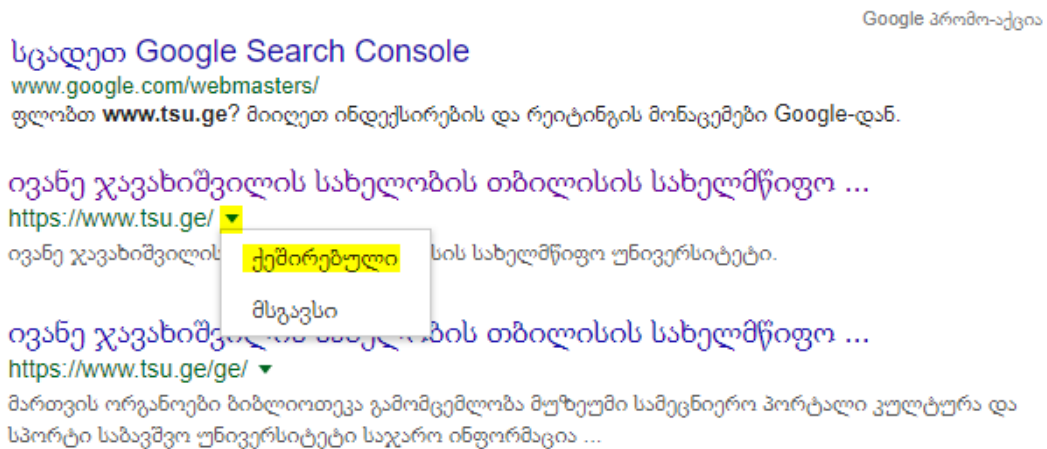 Google პრომო-აქცია
სცადეთ Google Search Console
www.google.com/webmasters/
ფლობთ www.tsu.ge? მიიღეთ ინდექსირების და რეიტინგის მონაცემები Google-დან.
ივანე ჯავახიშვილის სახელობის თბილისის სახელმწიფო ...
https://www.tsu.ge/
ივანე ჯავახიშვილის სის სახელმწიფო უნივერსიტეტი.
ქეშირებული
მსგავსი
ივანე ჯავახიშვილის სახელობის თბილისის სახელმწიფო ...
https://www.tsu.ge/ge/
მართვის ორგანოები ბიბლიოთეკა გამომცემლობა მუზეუმი სამეცნიერო პორტალი კულტურა და
სპორტი საბავშვო უნივერსიტეტი საჯარო ინფორმაცია ...